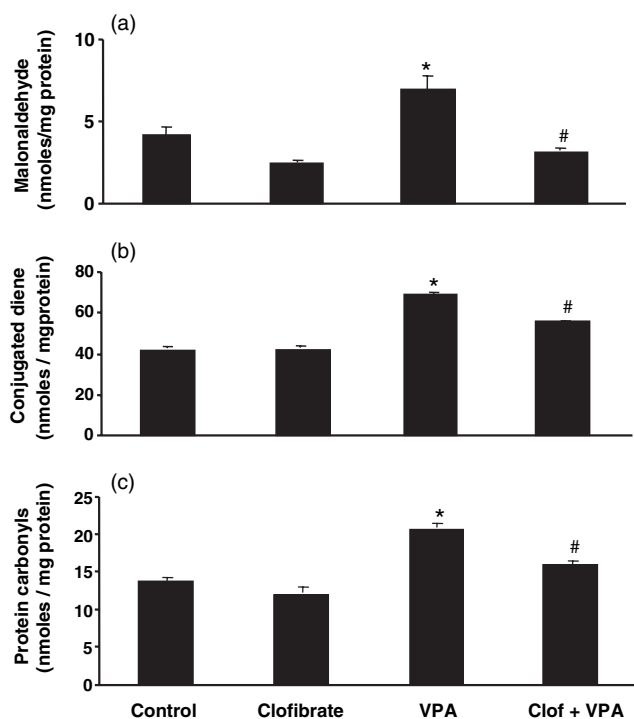 (a)
Malonaldehyde
(nmoles/mg protein)
10
5
0
*
#
(b)
Conjugated diene
(nmoles / mgprotein)
80
60
40
20
0
*
#
(c)
Protein carbonyls
(nmoles / mg protein)
25
20
15
10
5
0
*
#
Control Clofibrate VPA Clof + VPA